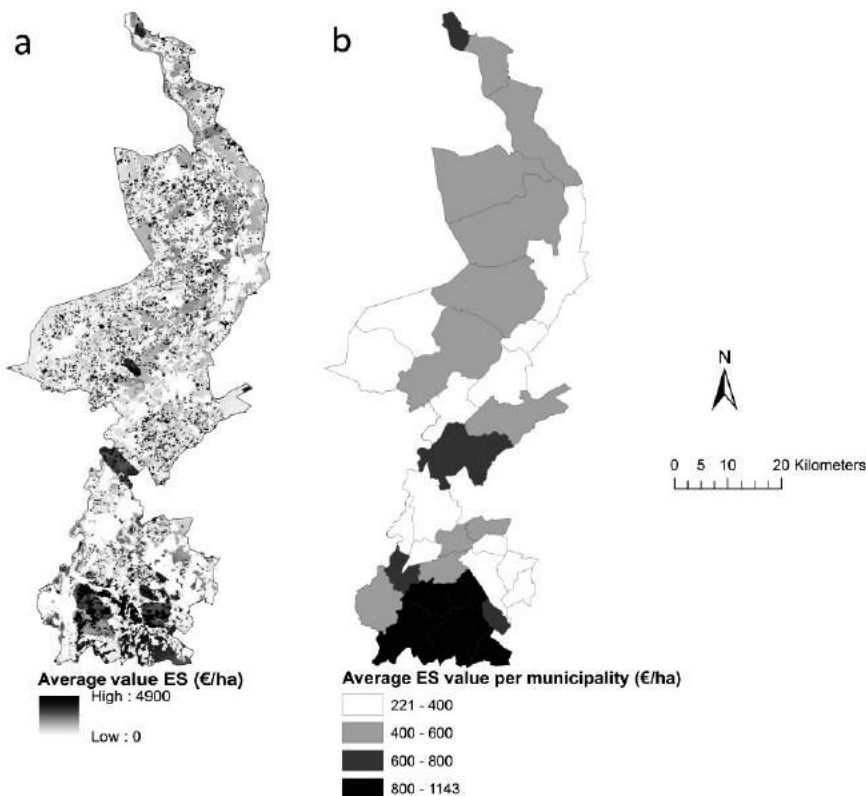 a
b
N
0 5 10 20 Kilometers
Average value ES (€/ha)
High : 4900
Low : 0
Average ES value per municipality (€/ha)
221 - 400
400 - 600
600 - 800
800 - 1143